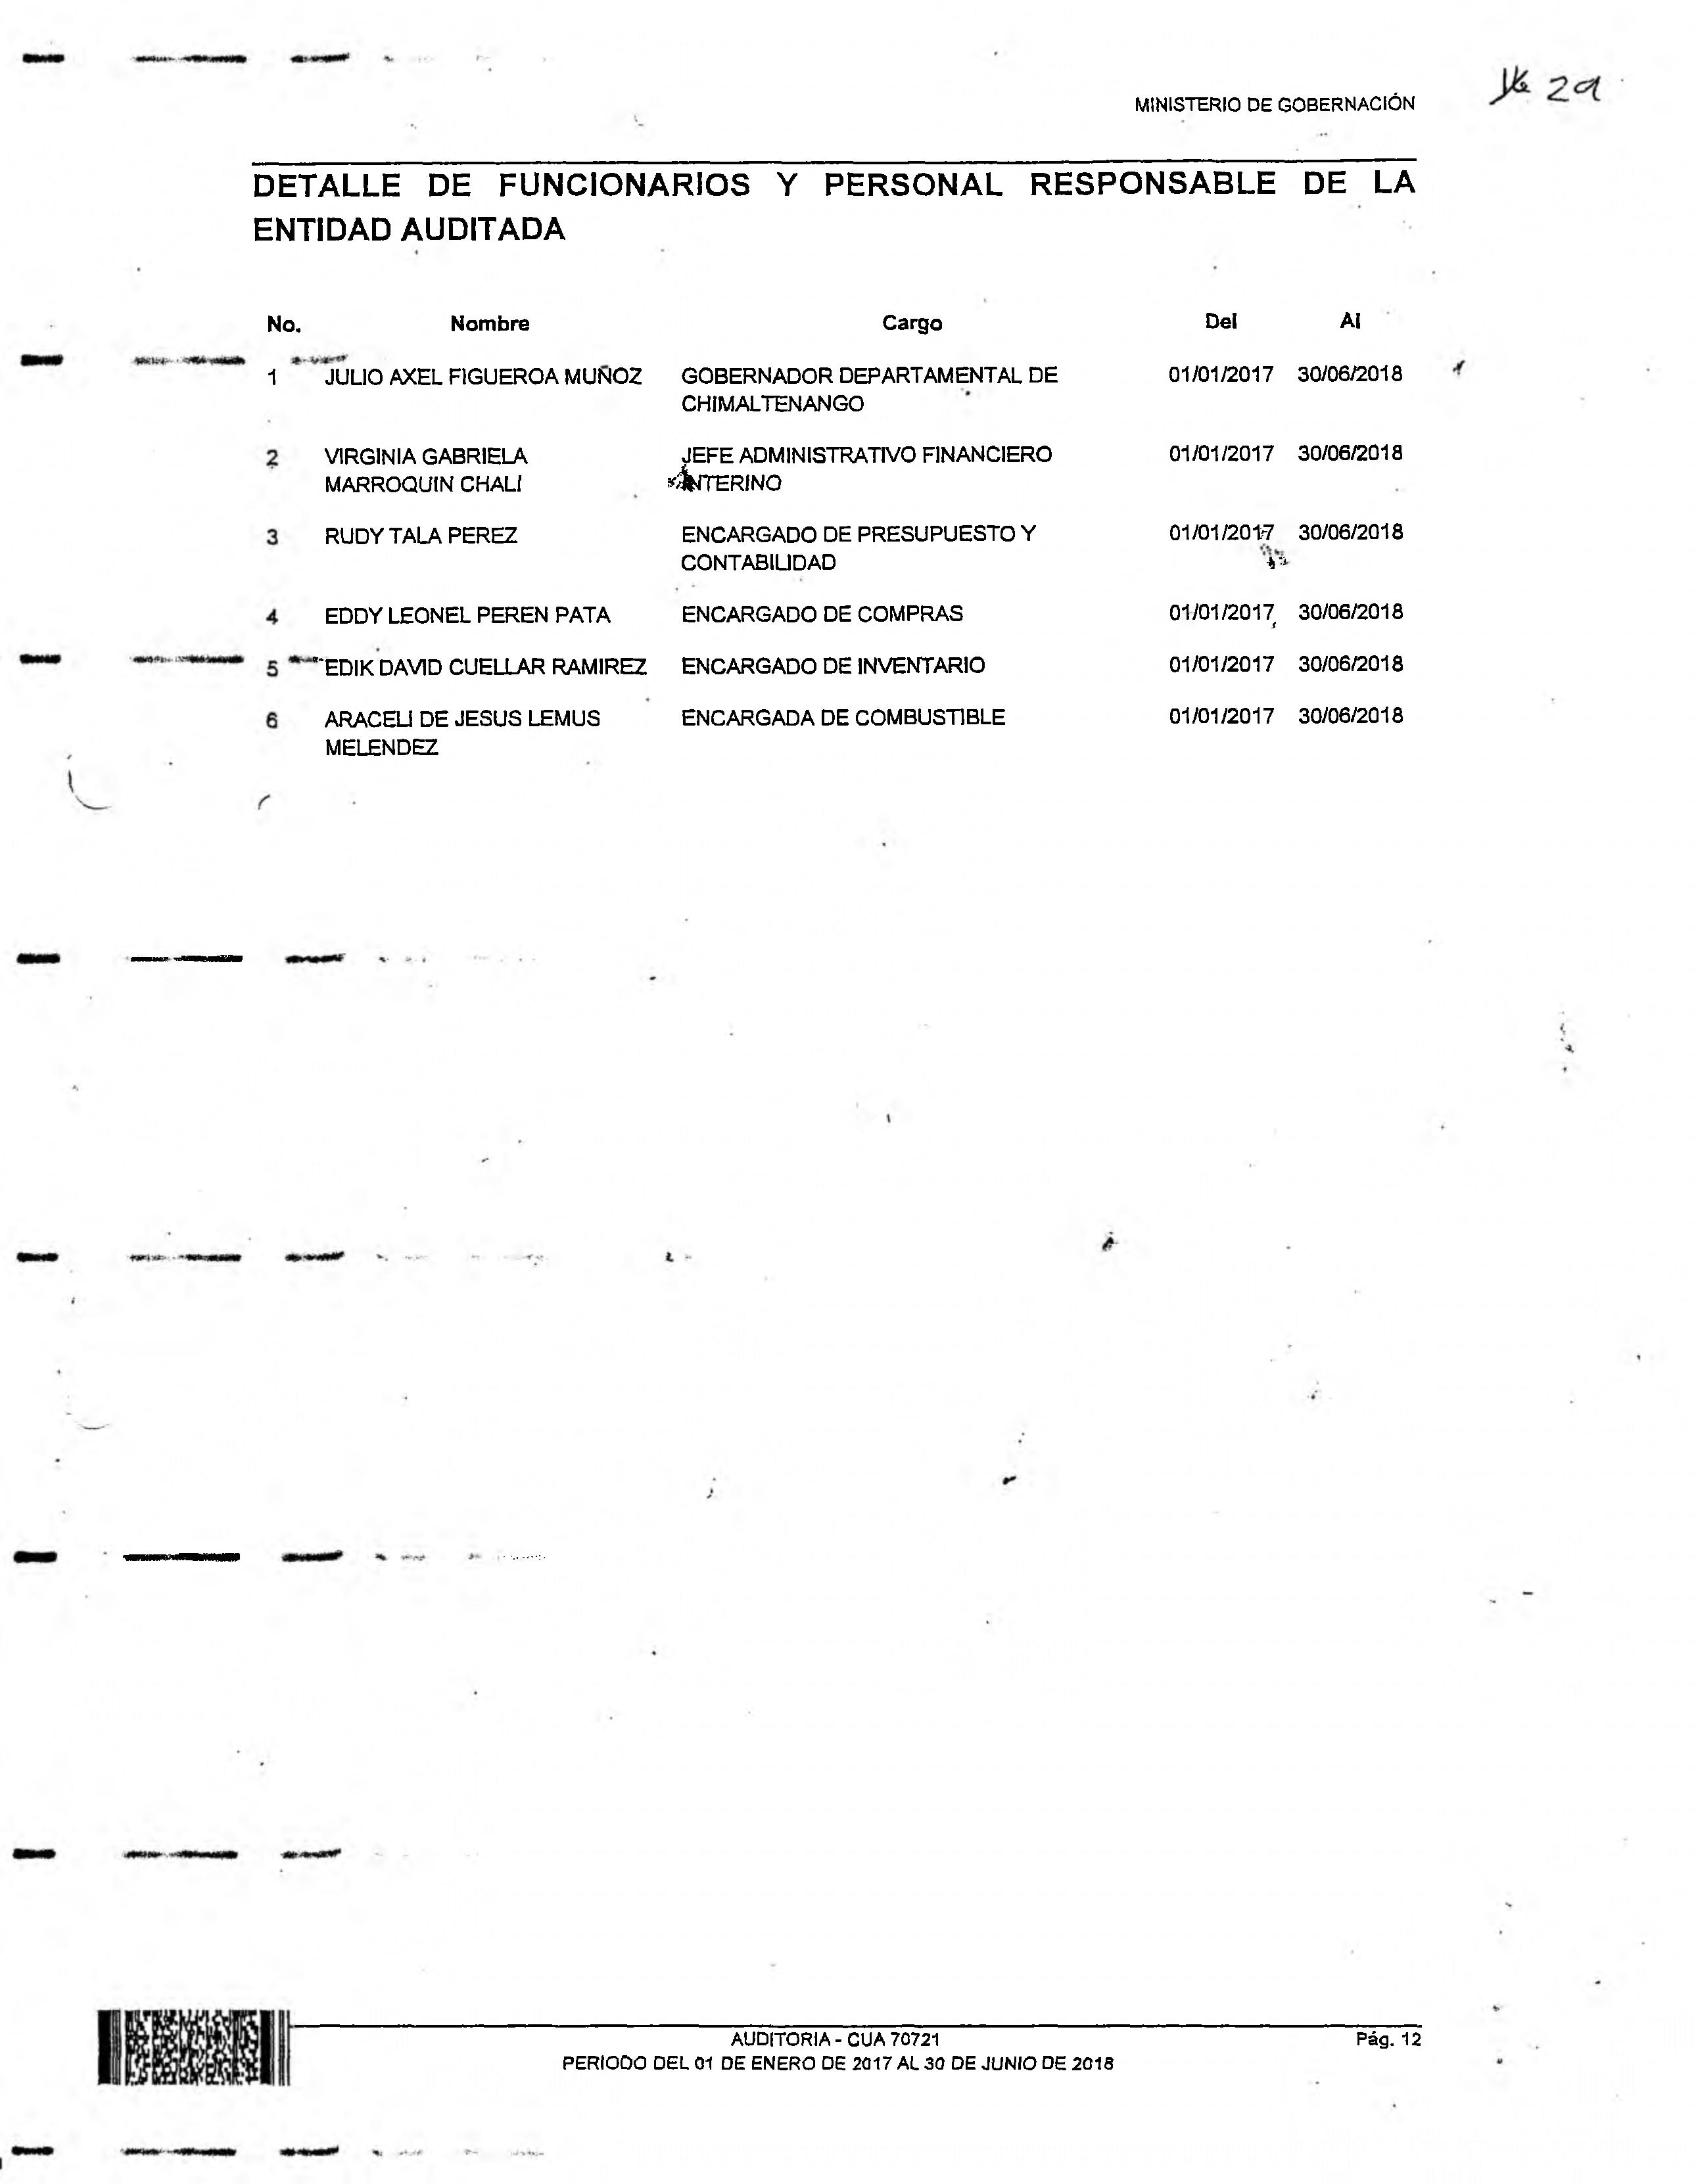 MINISTERIO DE GOBERNACIÓN
29
DETALLE DE FUNCIONARIOS Y PERSONAL RESPONSABLE DE LA
ENTIDAD AUDITADA
No. Nombre Cargo Del Al
1 JULIO AXEL FIGUEROA MUÑOZ GOBERNADOR DEPARTAMENTAL DE 01/01/2017 30/06/2018
CHIMALTENANGO
2 VIRGINIA GABRIELA JEFE ADMINISTRATIVO FINANCIERO 01/01/2017 30/06/2018
MARROQUIN CHALI INTERINO
3 RUDY TALA PEREZ ENCARGADO DE PRESUPUESTO Y 01/01/2017 30/06/2018
CONTABILIDAD
4 EDDY LEONEL PEREN PATA ENCARGADO DE COMPRAS 01/01/2017 30/06/2018
5 EDIK DAVID CUELLAR RAMIREZ ENCARGADO DE INVENTARIO 01/01/2017 30/06/2018
6 ARACELI DE JESUS LEMUS ENCARGADA DE COMBUSTIBLE 01/01/2017 30/06/2018
MELENDEZ
AUDITORIA - CUA 70721 Pág. 12
PERIODO DEL 01 DE ENERO DE 2017 AL 30 DE JUNIO DE 2018